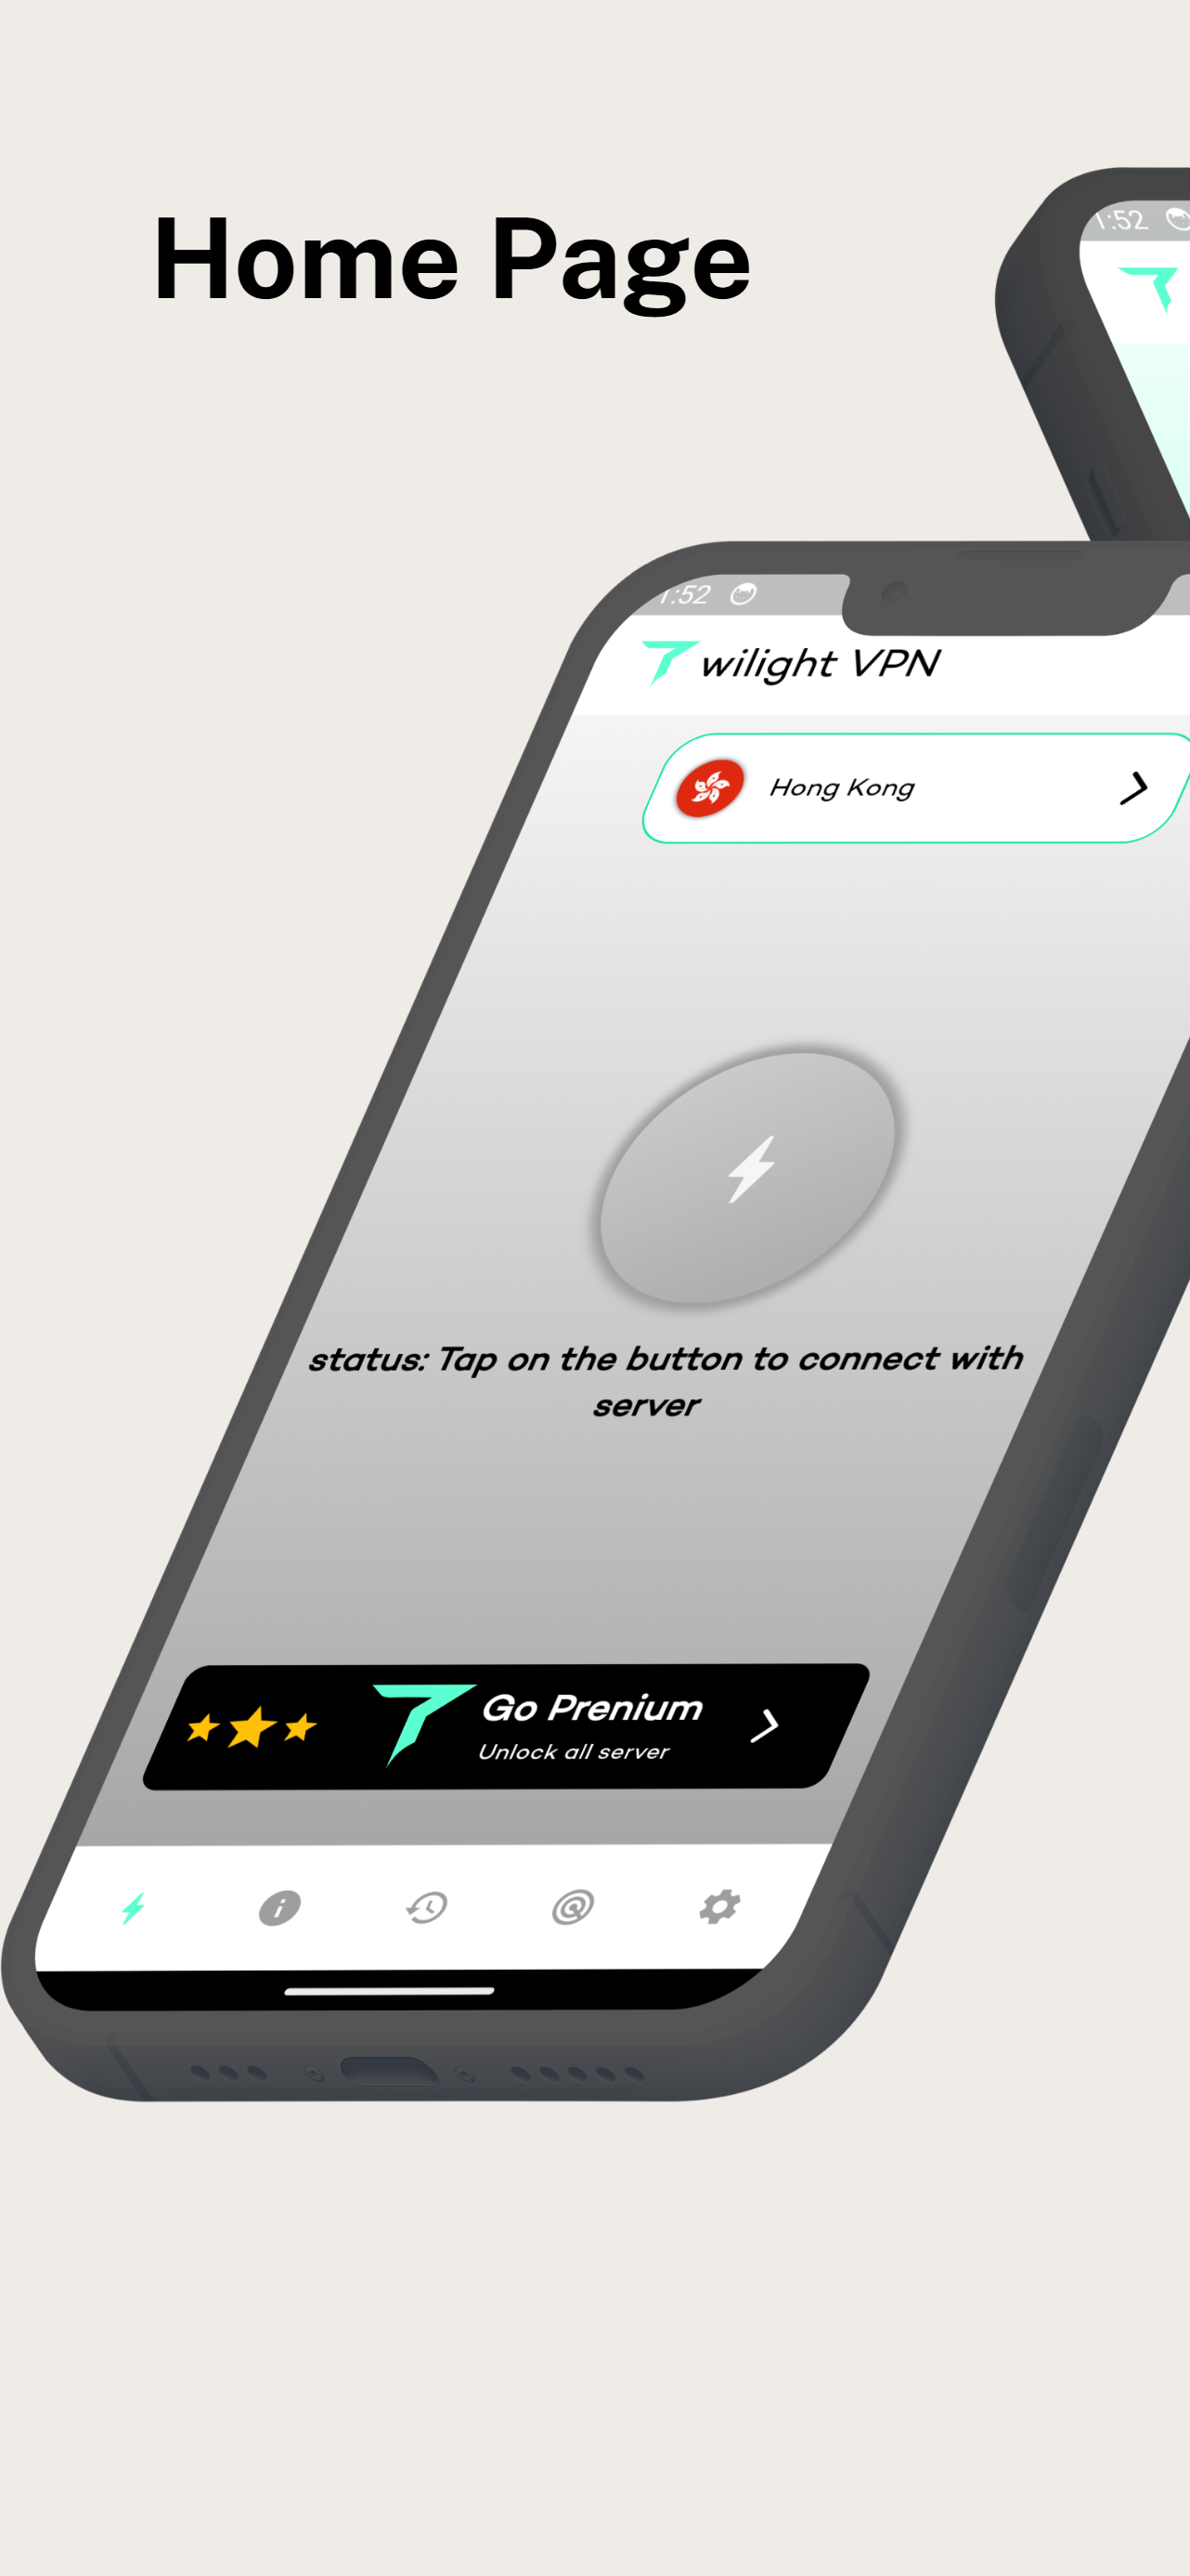 Home Page
1:52
1:52
wilight VPN
Hong Kong
status: Tap on the button to connect with
server
Go Prenium
Unlock all server